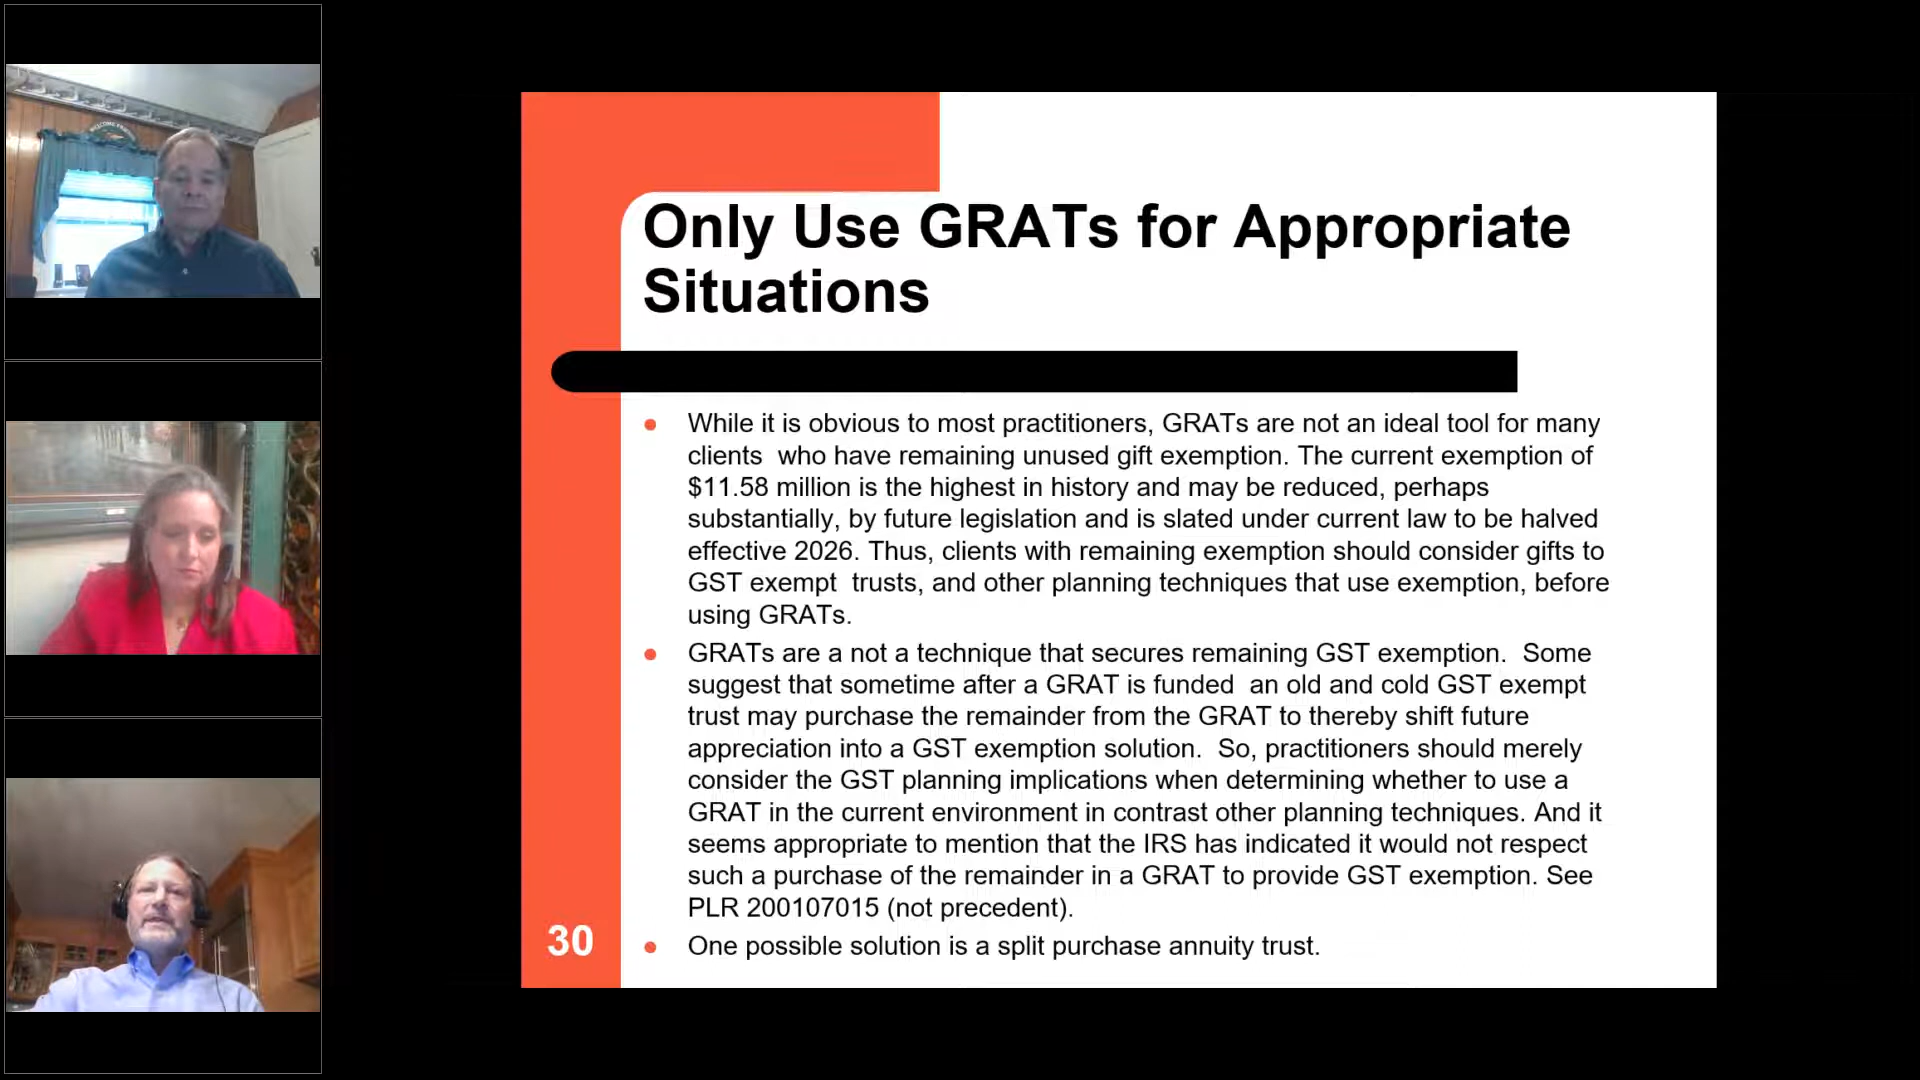 Only Use GRATs for Appropriate
Situations
While it is obvious to most practitioners, GRATs are not an ideal tool for many
clients  who have remaining unused gift exemption. The current exemption of
$11.58 million is the highest in history and may be reduced, perhaps
substantially, by future legislation and is slated under current law to be halved
effective 2026. Thus, clients with remaining exemption should consider gifts to
GST exempt  trusts, and other planning techniques that use exemption, before
using GRATs.
GRATs are a not a technique that secures remaining GST exemption.  Some
suggest that sometime after a GRAT is funded  an old and cold GST exempt
trust may purchase the remainder from the GRAT to thereby shift future
appreciation into a GST exemption solution.  So, practitioners should merely
consider the GST planning implications when determining whether to use a
GRAT in the current environment in contrast other planning techniques. And it
seems appropriate to mention that the IRS has indicated it would not respect
such a purchase of the remainder in a GRAT to provide GST exemption. See
PLR 200107015 (not precedent).
One possible solution is a split purchase annuity trust.
30